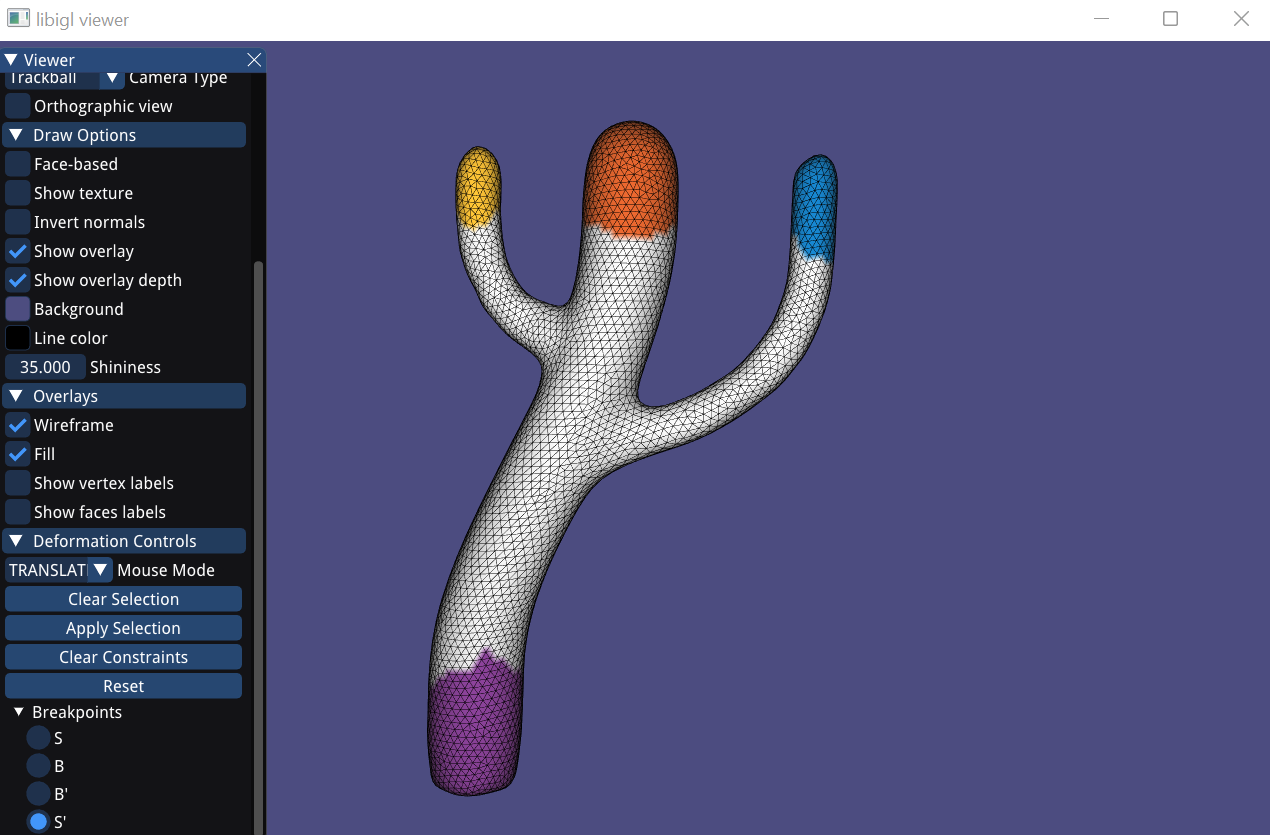 libigl viewer
Viewer
Trackball Camera Type
Orthographic view
Draw Options
Face-based
Show texture
Invert normals
Show overlay
Show overlay depth
Background
Line color
35.000 Shininess
Overlays
Wireframe
Fill
Show vertex labels
Show faces labels
Deformation Controls
TRANSLAT Mouse Mode
Clear Selection
Apply Selection
Clear Constraints
Reset
Breakpoints
S
B
B'
S'